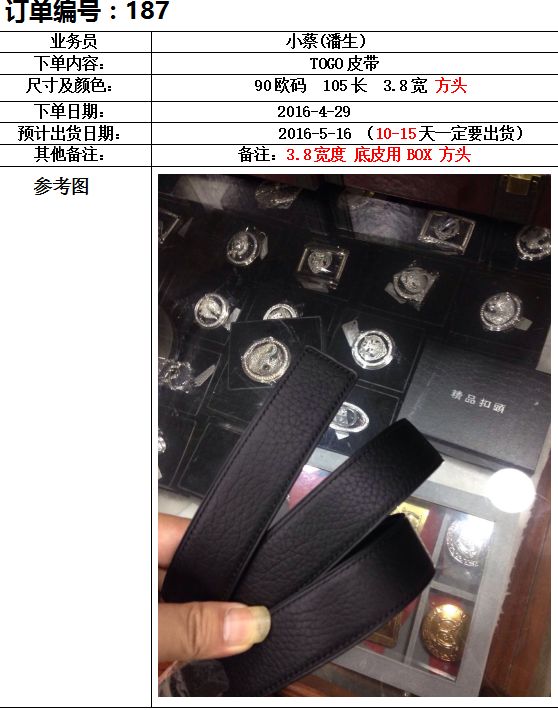 订单编号：187
业务员 小蔡(潘生）
下单内容： TOGO皮带
尺寸及颜色： 90欧码 105长 3.8宽 方头
下单日期： 2016-4-29
预计出货日期： 2016-5-16 （10-15天一定要出货）
其他备注： 备注：3.8宽度 底皮用BOX 方头
参考图
精品扣頭